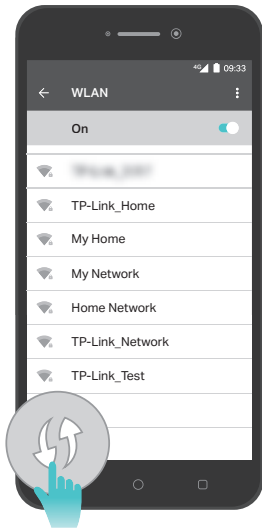 4G 09:33
WLAN
On
TP-Link_Home
My Home
My Network
Home Network
TP-Link_Network
TP-Link_Test